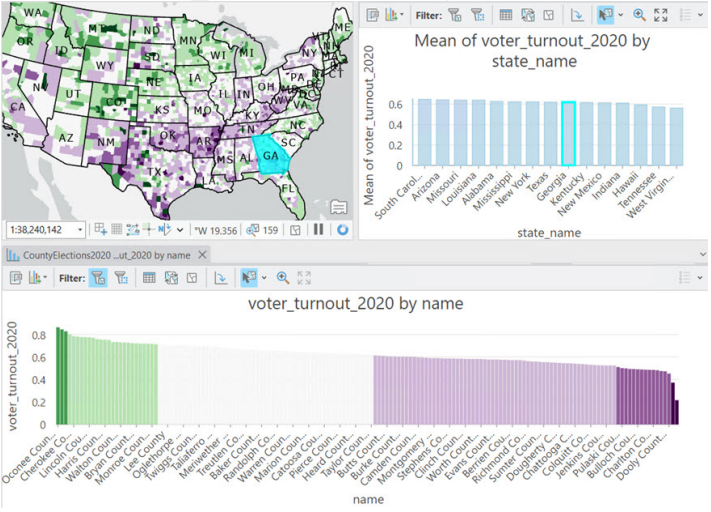 WA
MT
ND
MN
ME
OR
ID
SD
WI
MI
NY
WY
NE
IA
PA
NV
UT
CO
IL
IN
OH
KS
MO
WV
KY
CA
AZ
NM
OK
AR
TN
NC
SC
TX
MS
AL
GA
LA
FL
1:38,240,142
°W 19.356
159
Filter:
Mean of voter_turnout_2020 by
state_name
Mean of voter_turnout_2020
0.6
0.4
0.2
0
South Carol...
Arizona
Missouri
Louisiana
Alabama
Mississippi
New York
Texas
Georgia
Kentucky
New Mexico
Indiana
Hawaii
Tennessee
West Virgin...
state_name
CountyElections2020 ...ut_2020 by name
Filter:
voter_turnout_2020 by name
voter_turnout_2020
0.8
0.6
0.4
0.2
0
Oconee Coun...
Cherokee Co...
Lincoln Cou...
Harris Coun...
Walton Coun...
Bryan Count...
Monroe Coun...
Lee County
Oglethorpe ...
Twiggs Coun...
Taliaferro ...
Meriwether ...
Treutlen Co...
Baker Count...
Randolph Co...
Warren Coun...
Marion Coun...
Catoosa Cou...
Pierce Coun...
Heard Count...
Taylor Coun...
Butts Count...
Burke Count...
Camden Coun...
Montgomery ...
Stephens Co...
Clinch Coun...
Worth Count...
Evans Count...
Berrien Cou...
Richmond Co...
Sumter Coun...
Dougherty C...
Chattooga C...
Colquitt Co...
Jenkins Cou...
Pulaski Cou...
Bulloch Cou...
Charlton Co...
Dooly Count...
name